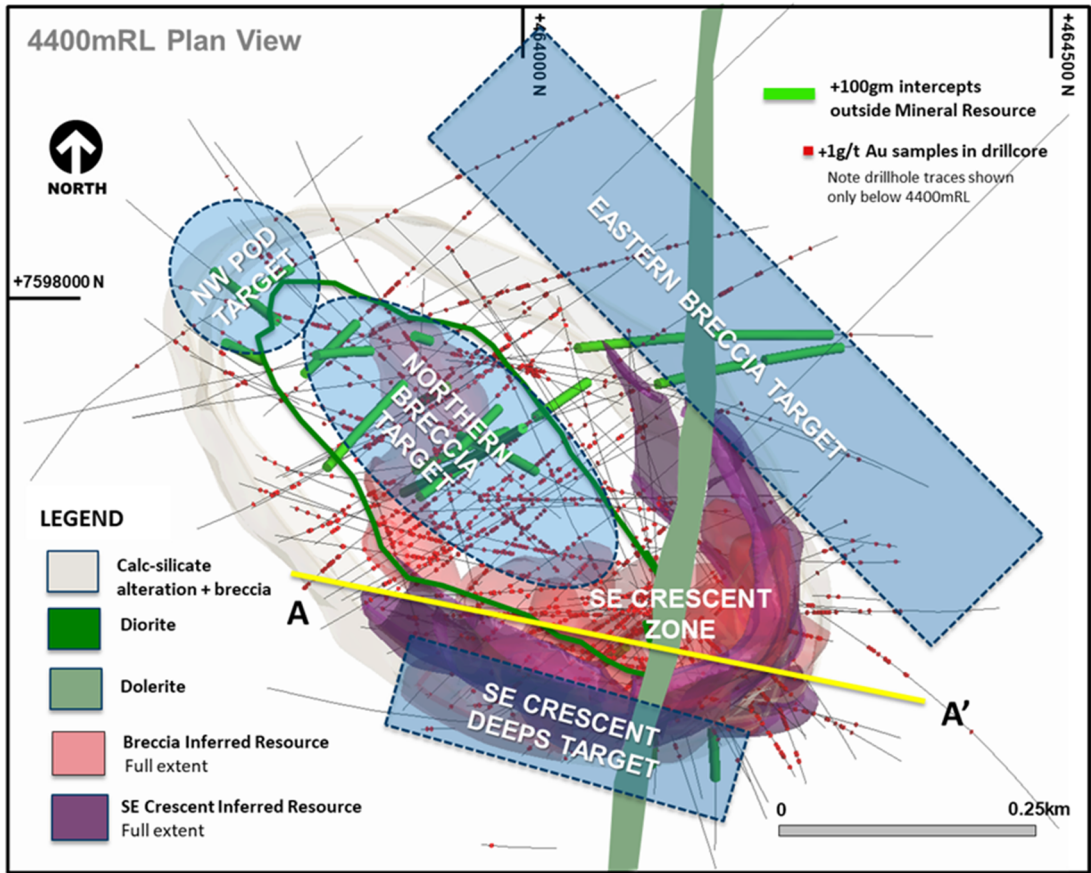 4400mRL Plan View
+464000 N
+464500 N
+100gm intercepts
outside Mineral Resource
+1g/t Au samples in drillcore
Note drillhole traces shown
only below 4400mRL
NORTH
+7598000 N
NW POD
TARGET
EASTERN BRECCIA TARGET
NORTHERN
BRECCIA
TARGET
SE CRESCENT
ZONE
A
A'
SE CRESCENT
DEEPS TARGET
LEGEND
Calc-silicate
alteration + breccia
Diorite
Dolerite
Breccia Inferred Resource
Full extent
SE Crescent Inferred Resource
Full extent
0
0.25km